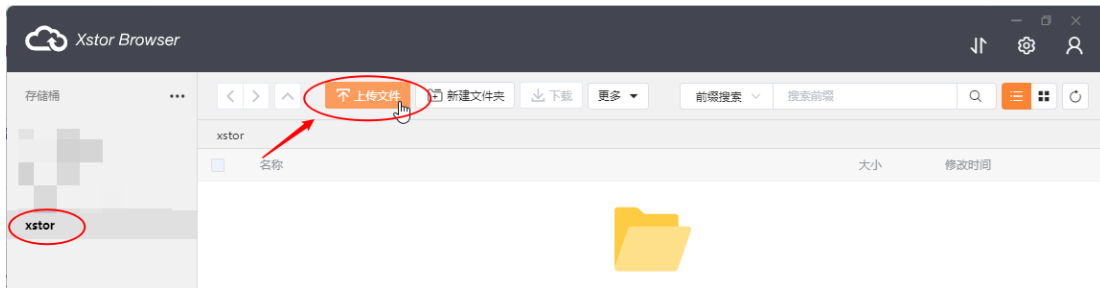 Xstor Browser
存储桶
上传文件 新建文件夹 下载 更多 前缀搜索 搜索前缀
xstor
名称 大小 修改时间
xstor